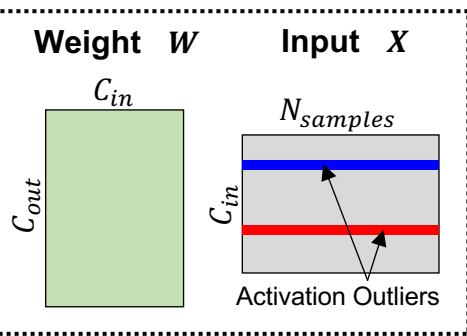 Weight W
Input X
C_in
N_samples
C_out
C_in
Activation Outliers